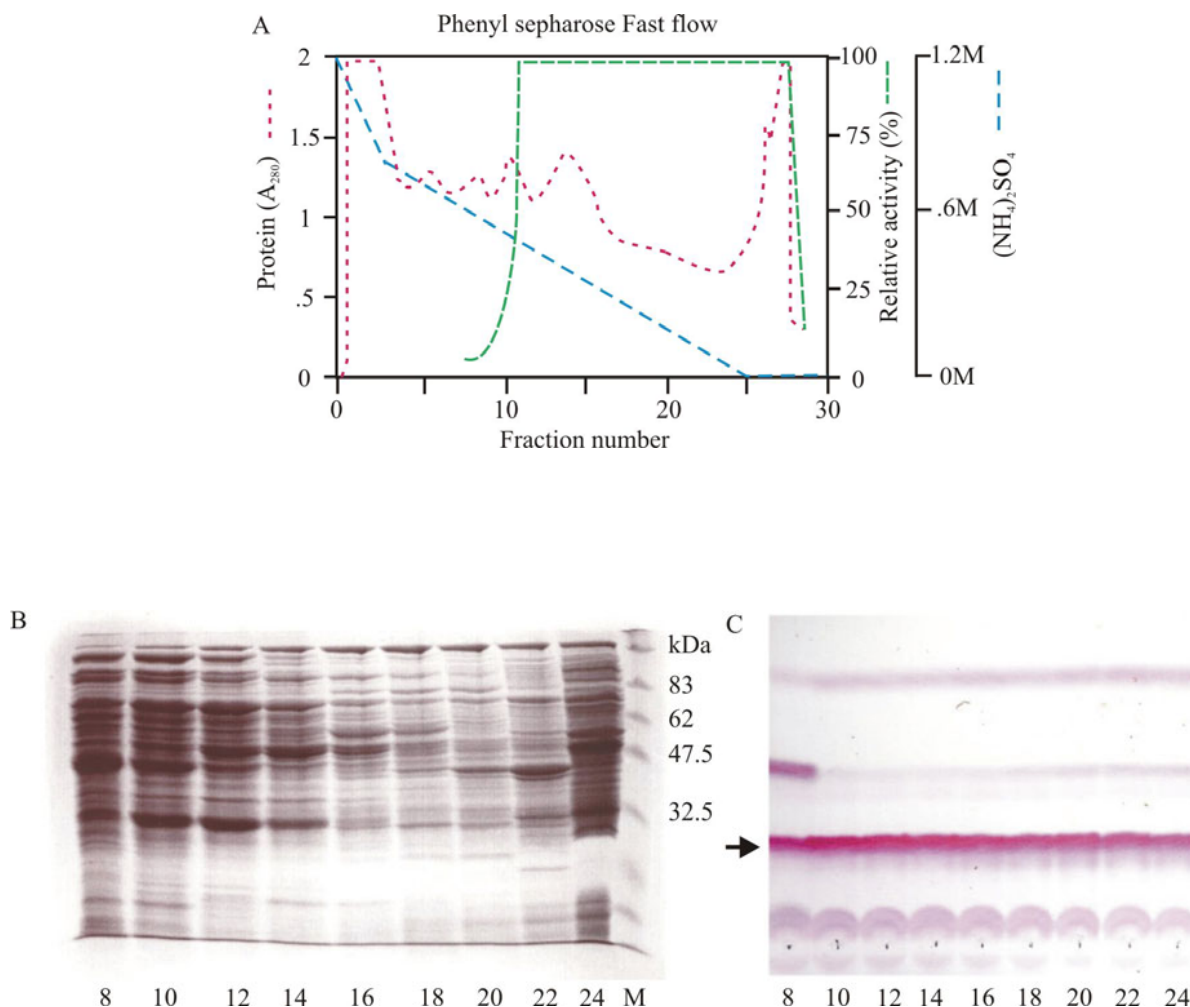 A
Phenyl sepharose Fast flow
Protein (A280)
2
1.5
1
.5
0
0 10 20 30
Fraction number
100
75
50
25
0
Relative activity (%)
1.2M
.6M
0M
(NH4)2SO4
B
kDa
83
62
47.5
32.5
8 10 12 14 16 18 20 22 24 M
C
8 10 12 14 16 18 20 22 24